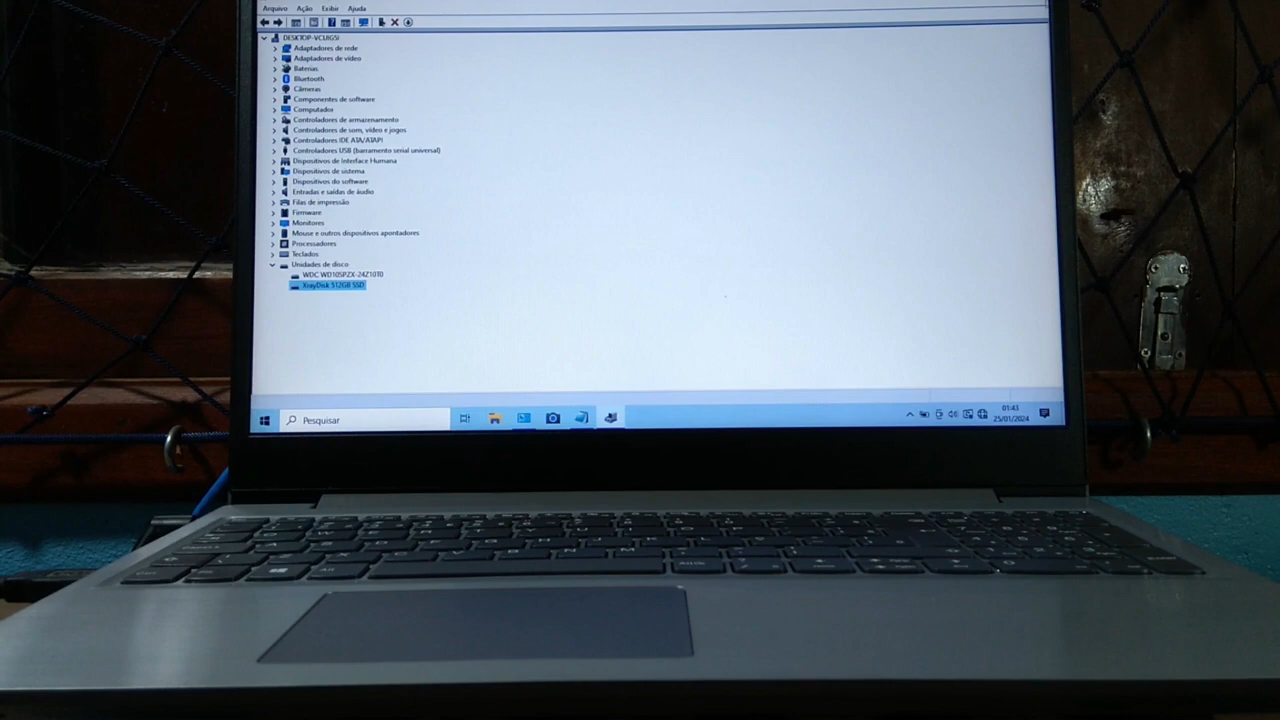 Arquivo Ação Exibir Ajuda
DESKTOP-VCUIG5I
Adaptadores de rede
Adaptadores de vídeo
Baterias
Bluetooth
Câmeras
Componentes de software
Computador
Controladores de armazenamento
Controladores de som, vídeo e jogos
Controladores IDE ATA/ATAPI
Controladores USB (barramento serial universal)
Dispositivos de Interface Humana
Dispositivos de sistema
Dispositivos do software
Entradas e saídas de áudio
Filas de impressão
Firmware
Monitores
Mouse e outros dispositivos apontadores
Processadores
Teclados
Unidades de disco
WDC WD10SPZX-24Z10T0
XrayDisk 512GB SSD
Pesquisar
01:43
25/01/2024